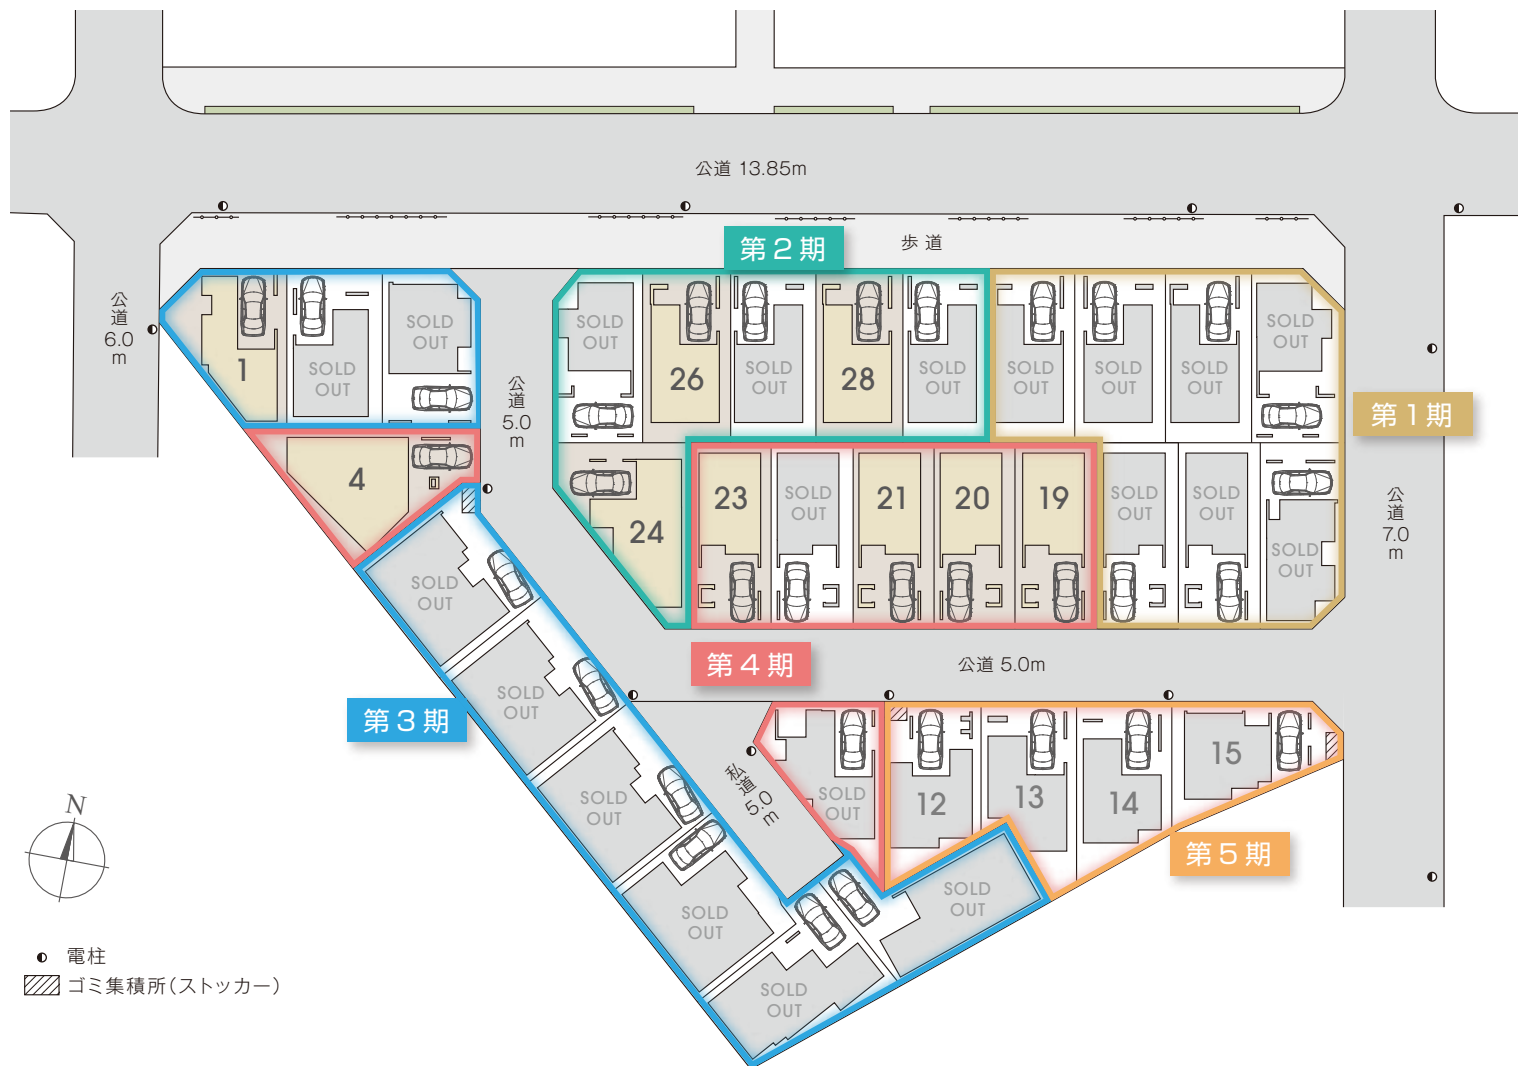 公道 13.85m
歩 道
第２期
公道
6.0
m
1
SOLD
OUT
SOLD
OUT
公道
5.0
m
SOLD
OUT
26
SOLD
OUT
28
SOLD
OUT
SOLD
OUT
SOLD
OUT
SOLD
OUT
SOLD
OUT
第１期
4
24
23
SOLD
OUT
21
20
19
SOLD
OUT
SOLD
OUT
SOLD
OUT
公道
7.0
m
SOLD
OUT
第４期
公道 5.0m
第３期
SOLD
OUT
SOLD
OUT
私道
5.0
m
SOLD
OUT
12
13
14
15
第５期
SOLD
OUT
SOLD
OUT
SOLD
OUT
N
電柱
ゴミ集積所(ストッカー)